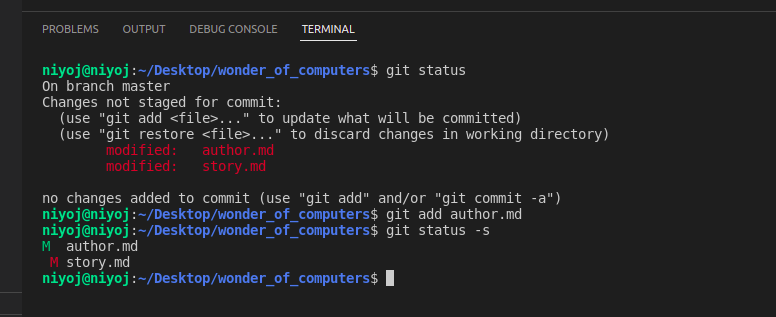 PROBLEMS OUTPUT DEBUG CONSOLE TERMINAL
niyoj@niyoj:~/Desktop/wonder_of_computers$ git status
On branch master
Changes not staged for commit:
  (use "git add <file>..." to update what will be committed)
  (use "git restore <file>..." to discard changes in working directory)
        modified:   author.md
        modified:   story.md

no changes added to commit (use "git add" and/or "git commit -a")
niyoj@niyoj:~/Desktop/wonder_of_computers$ git add author.md
niyoj@niyoj:~/Desktop/wonder_of_computers$ git status -s
M  author.md
 M story.md
niyoj@niyoj:~/Desktop/wonder_of_computers$